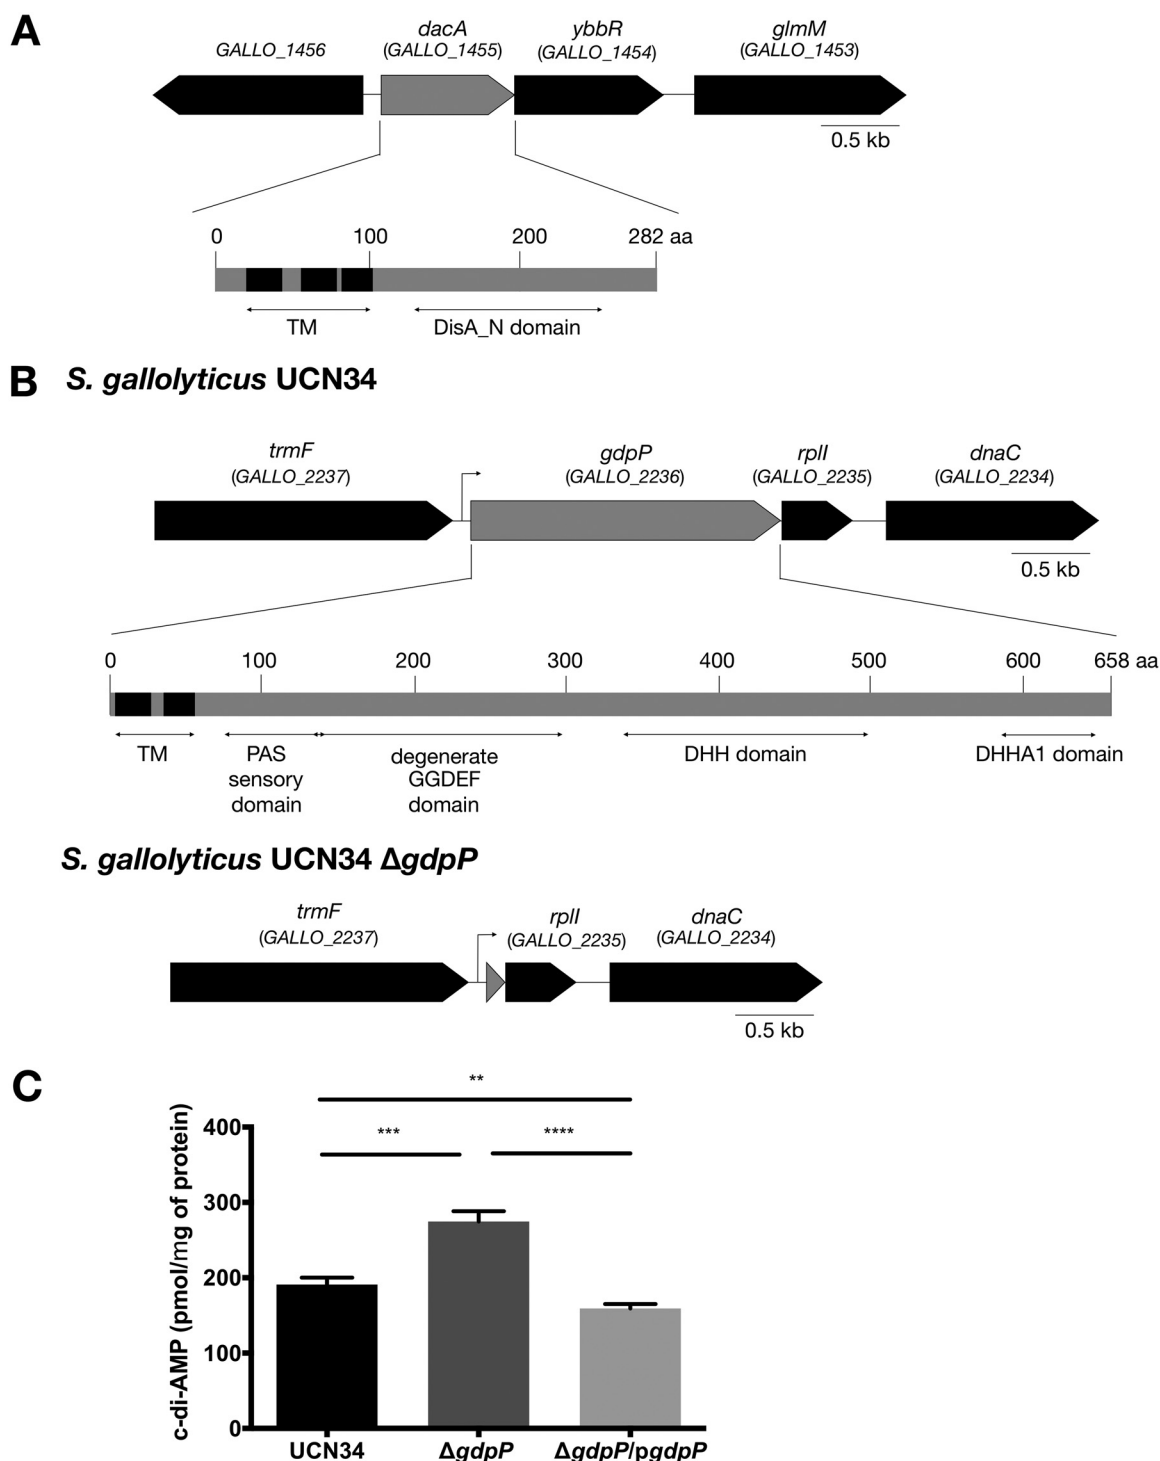 A
dacA ybbR glmM
GALLO_1456 (GALLO_1455) (GALLO_1454) (GALLO_1453)
0.5 kb
0 100 200 282 aa
TM DisA_N domain
B S. gallolyticus UCN34
trmF gdpP rplI dnaC
(GALLO_2237) (GALLO_2236) (GALLO_2235) (GALLO_2234)
0.5 kb
0 100 200 300 400 500 600 658 aa
TM PAS degenerate DHH domain DHHA1 domain
sensory GGDEF
domain domain
S. gallolyticus UCN34 ΔgdpP
trmF rplI dnaC
(GALLO_2237) (GALLO_2235) (GALLO_2234)
0.5 kb
C
**
*** ****
c-di-AMP (pmol/mg of protein)
400
300
200
100
0
UCN34 ΔgdpP ΔgdpP/pgdpP